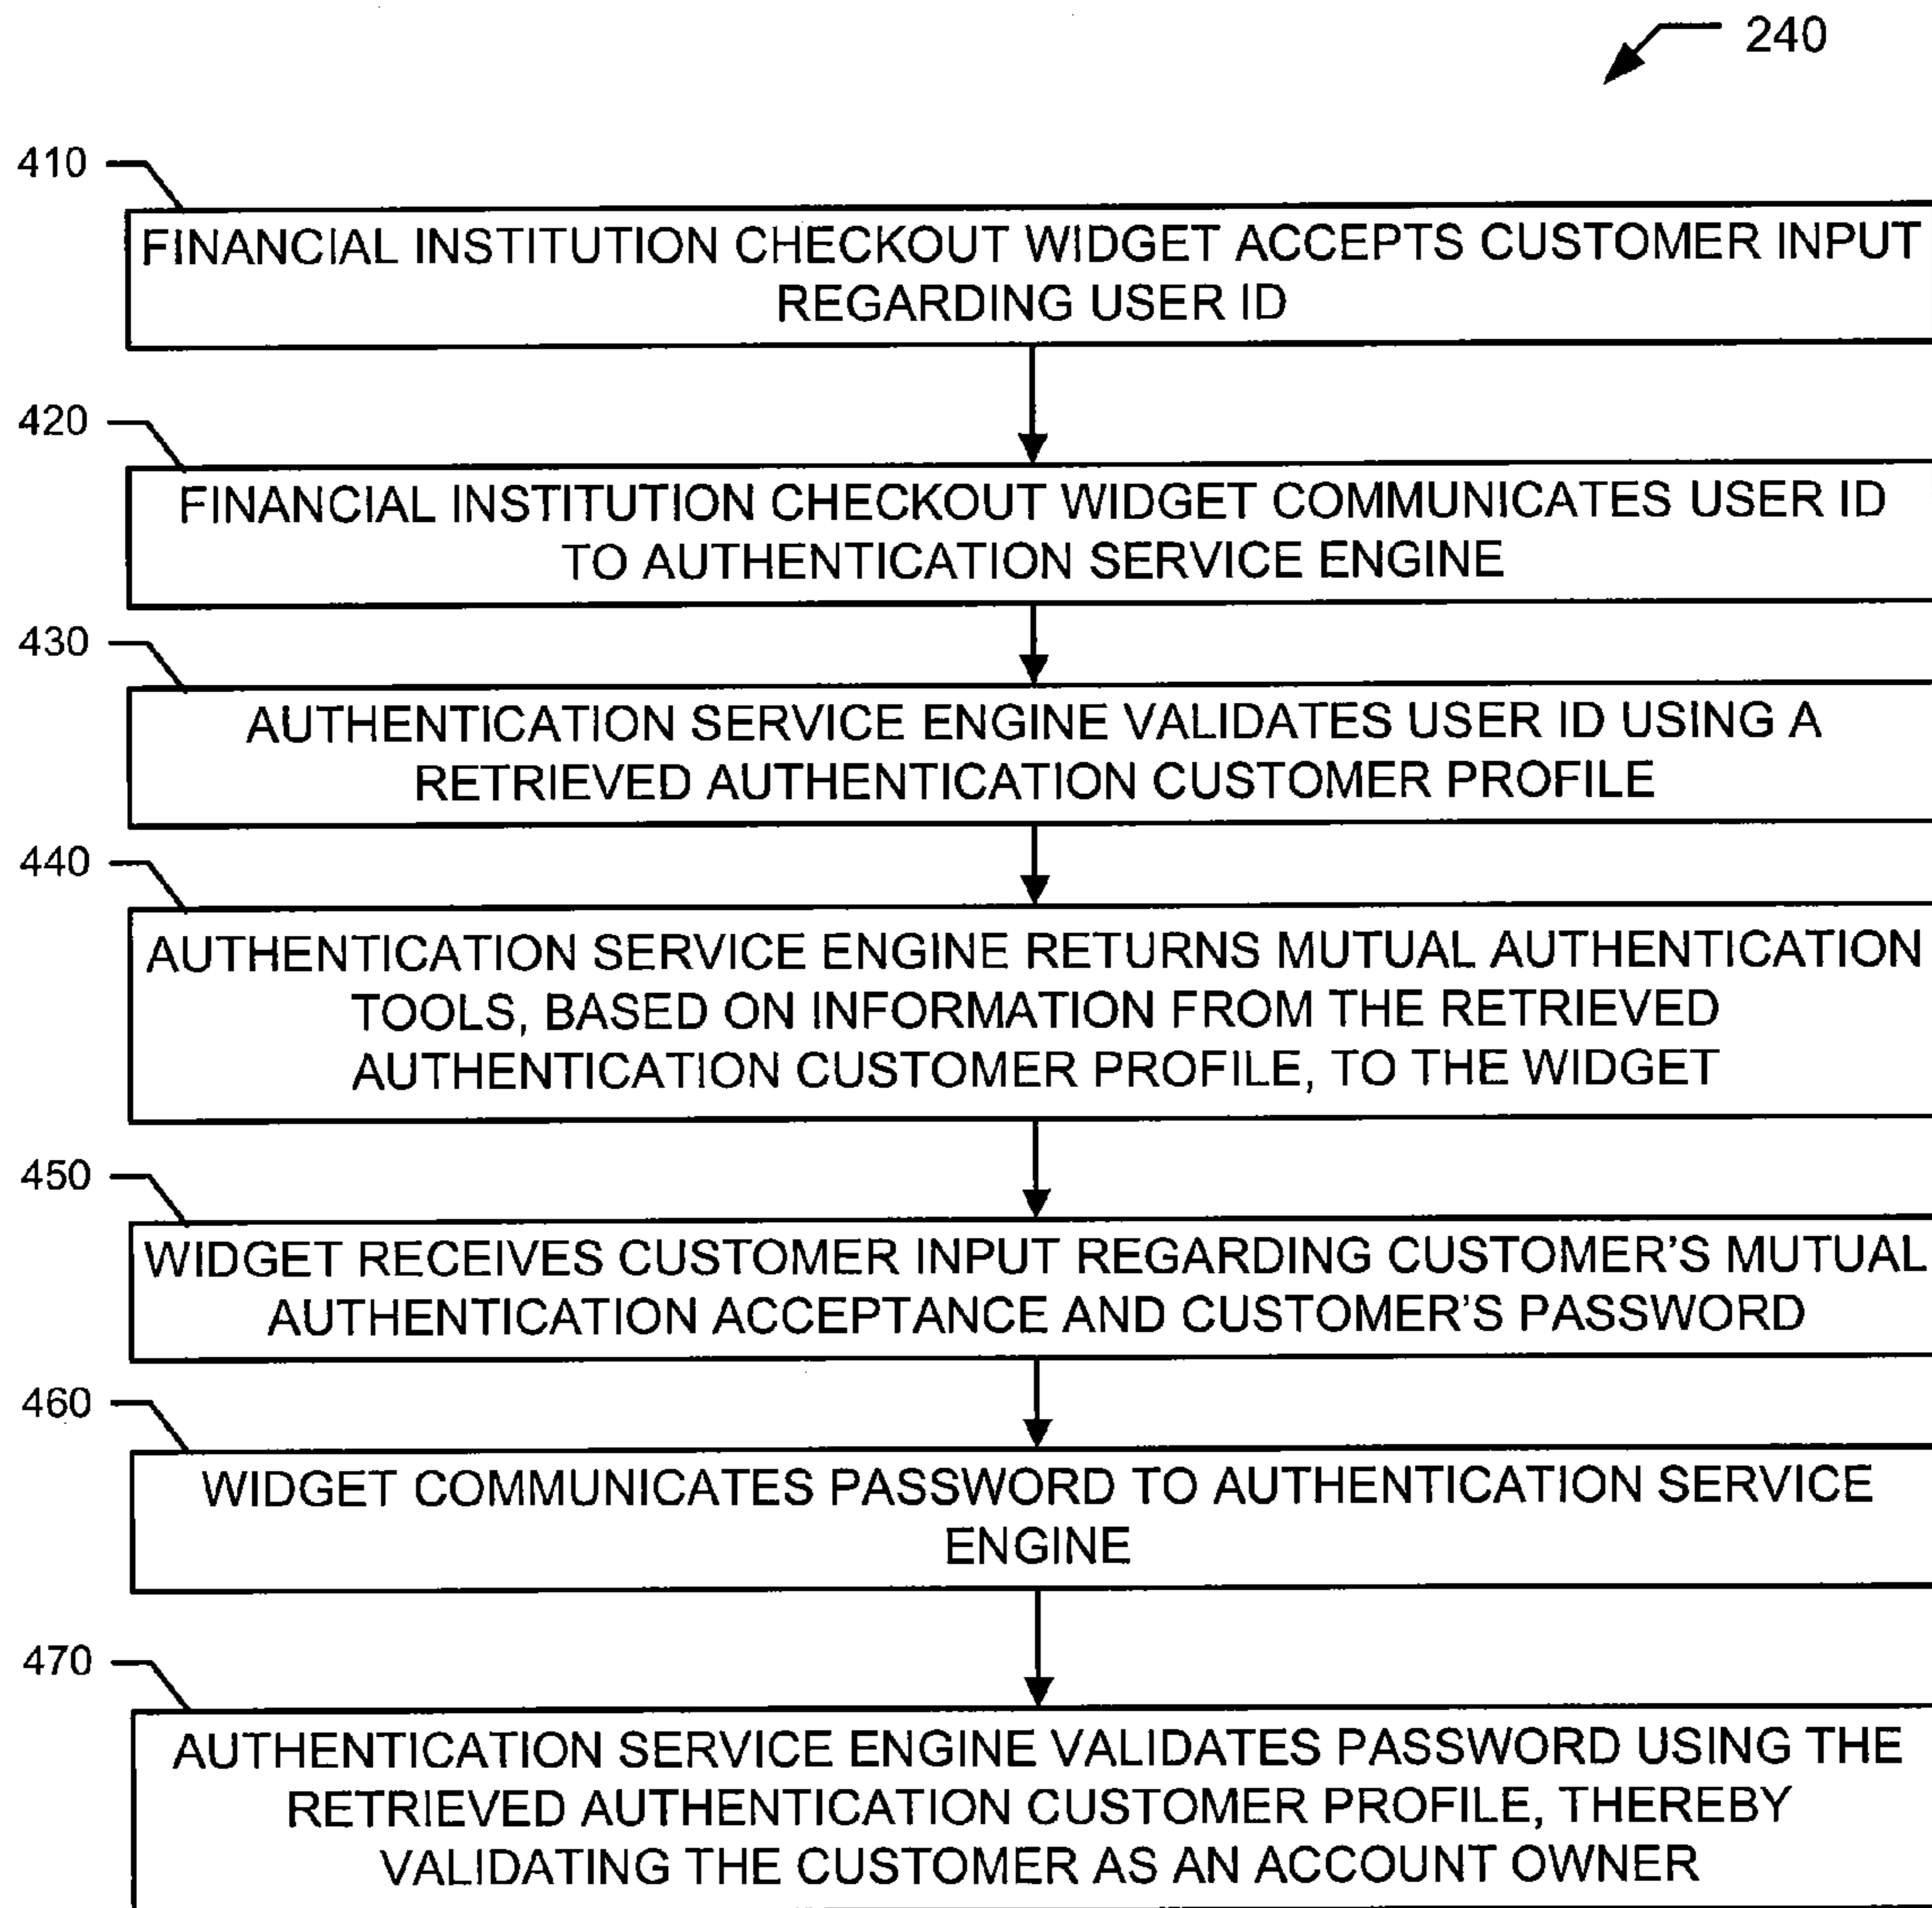 240
410
FINANCIAL INSTITUTION CHECKOUT WIDGET ACCEPTS CUSTOMER INPUT
REGARDING USER ID
420
FINANCIAL INSTITUTION CHECKOUT WIDGET COMMUNICATES USER ID
TO AUTHENTICATION SERVICE ENGINE
430
AUTHENTICATION SERVICE ENGINE VALIDATES USER ID USING A
RETRIEVED AUTHENTICATION CUSTOMER PROFILE
440
AUTHENTICATION SERVICE ENGINE RETURNS MUTUAL AUTHENTICATION
TOOLS, BASED ON INFORMATION FROM THE RETRIEVED
AUTHENTICATION CUSTOMER PROFILE, TO THE WIDGET
450
WIDGET RECEIVES CUSTOMER INPUT REGARDING CUSTOMER'S MUTUAL
AUTHENTICATION ACCEPTANCE AND CUSTOMER'S PASSWORD
460
WIDGET COMMUNICATES PASSWORD TO AUTHENTICATION SERVICE
ENGINE
470
AUTHENTICATION SERVICE ENGINE VALIDATES PASSWORD USING THE
RETRIEVED AUTHENTICATION CUSTOMER PROFILE, THEREBY
VALIDATING THE CUSTOMER AS AN ACCOUNT OWNER